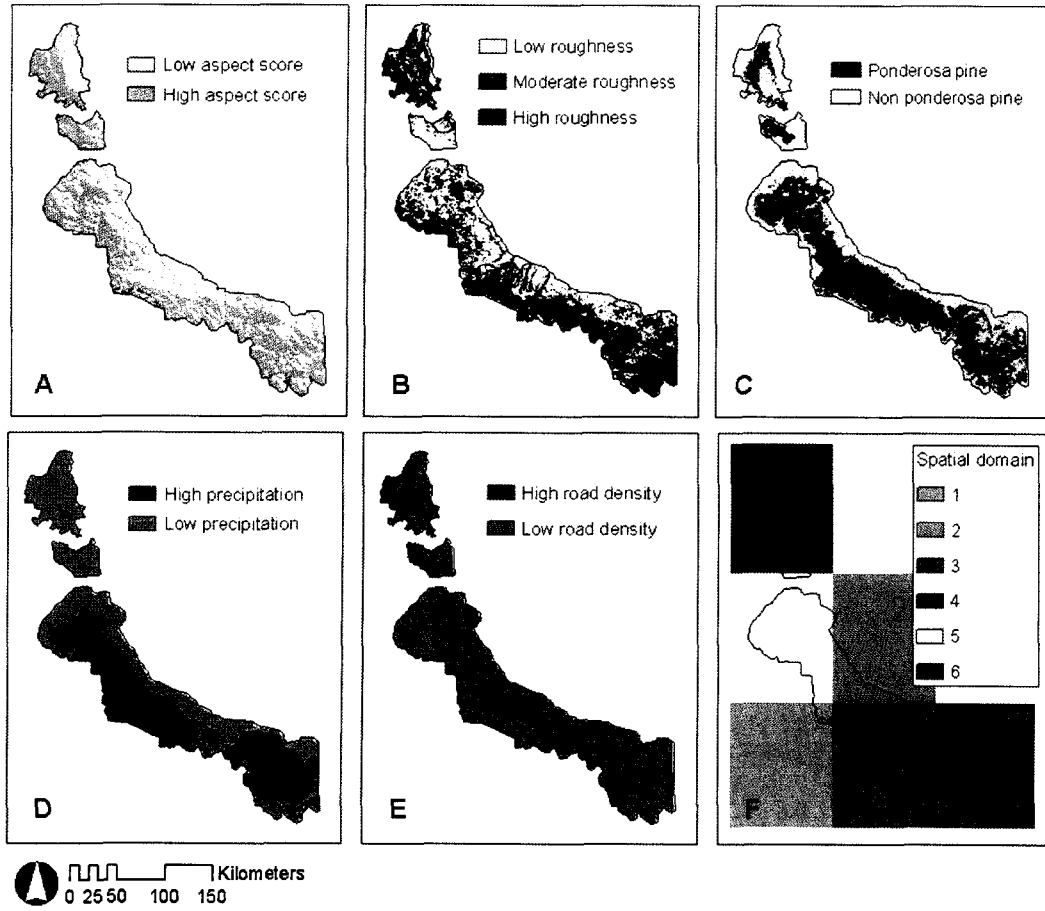 Low aspect score
High aspect score
A
Low roughness
Moderate roughness
High roughness
B
Ponderosa pine
Non ponderosa pine
C
High precipitation
Low precipitation
D
High road density
Low road density
E
Spatial domain
1
2
3
4
5
6
F
Kilometers
0 25 50 100 150